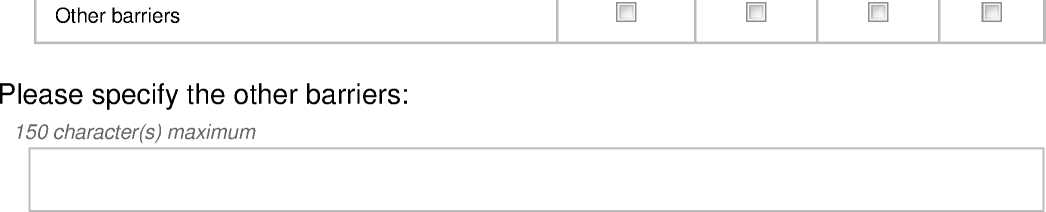 Other barriers
Please specify the other barriers:
150 character(s) maximum